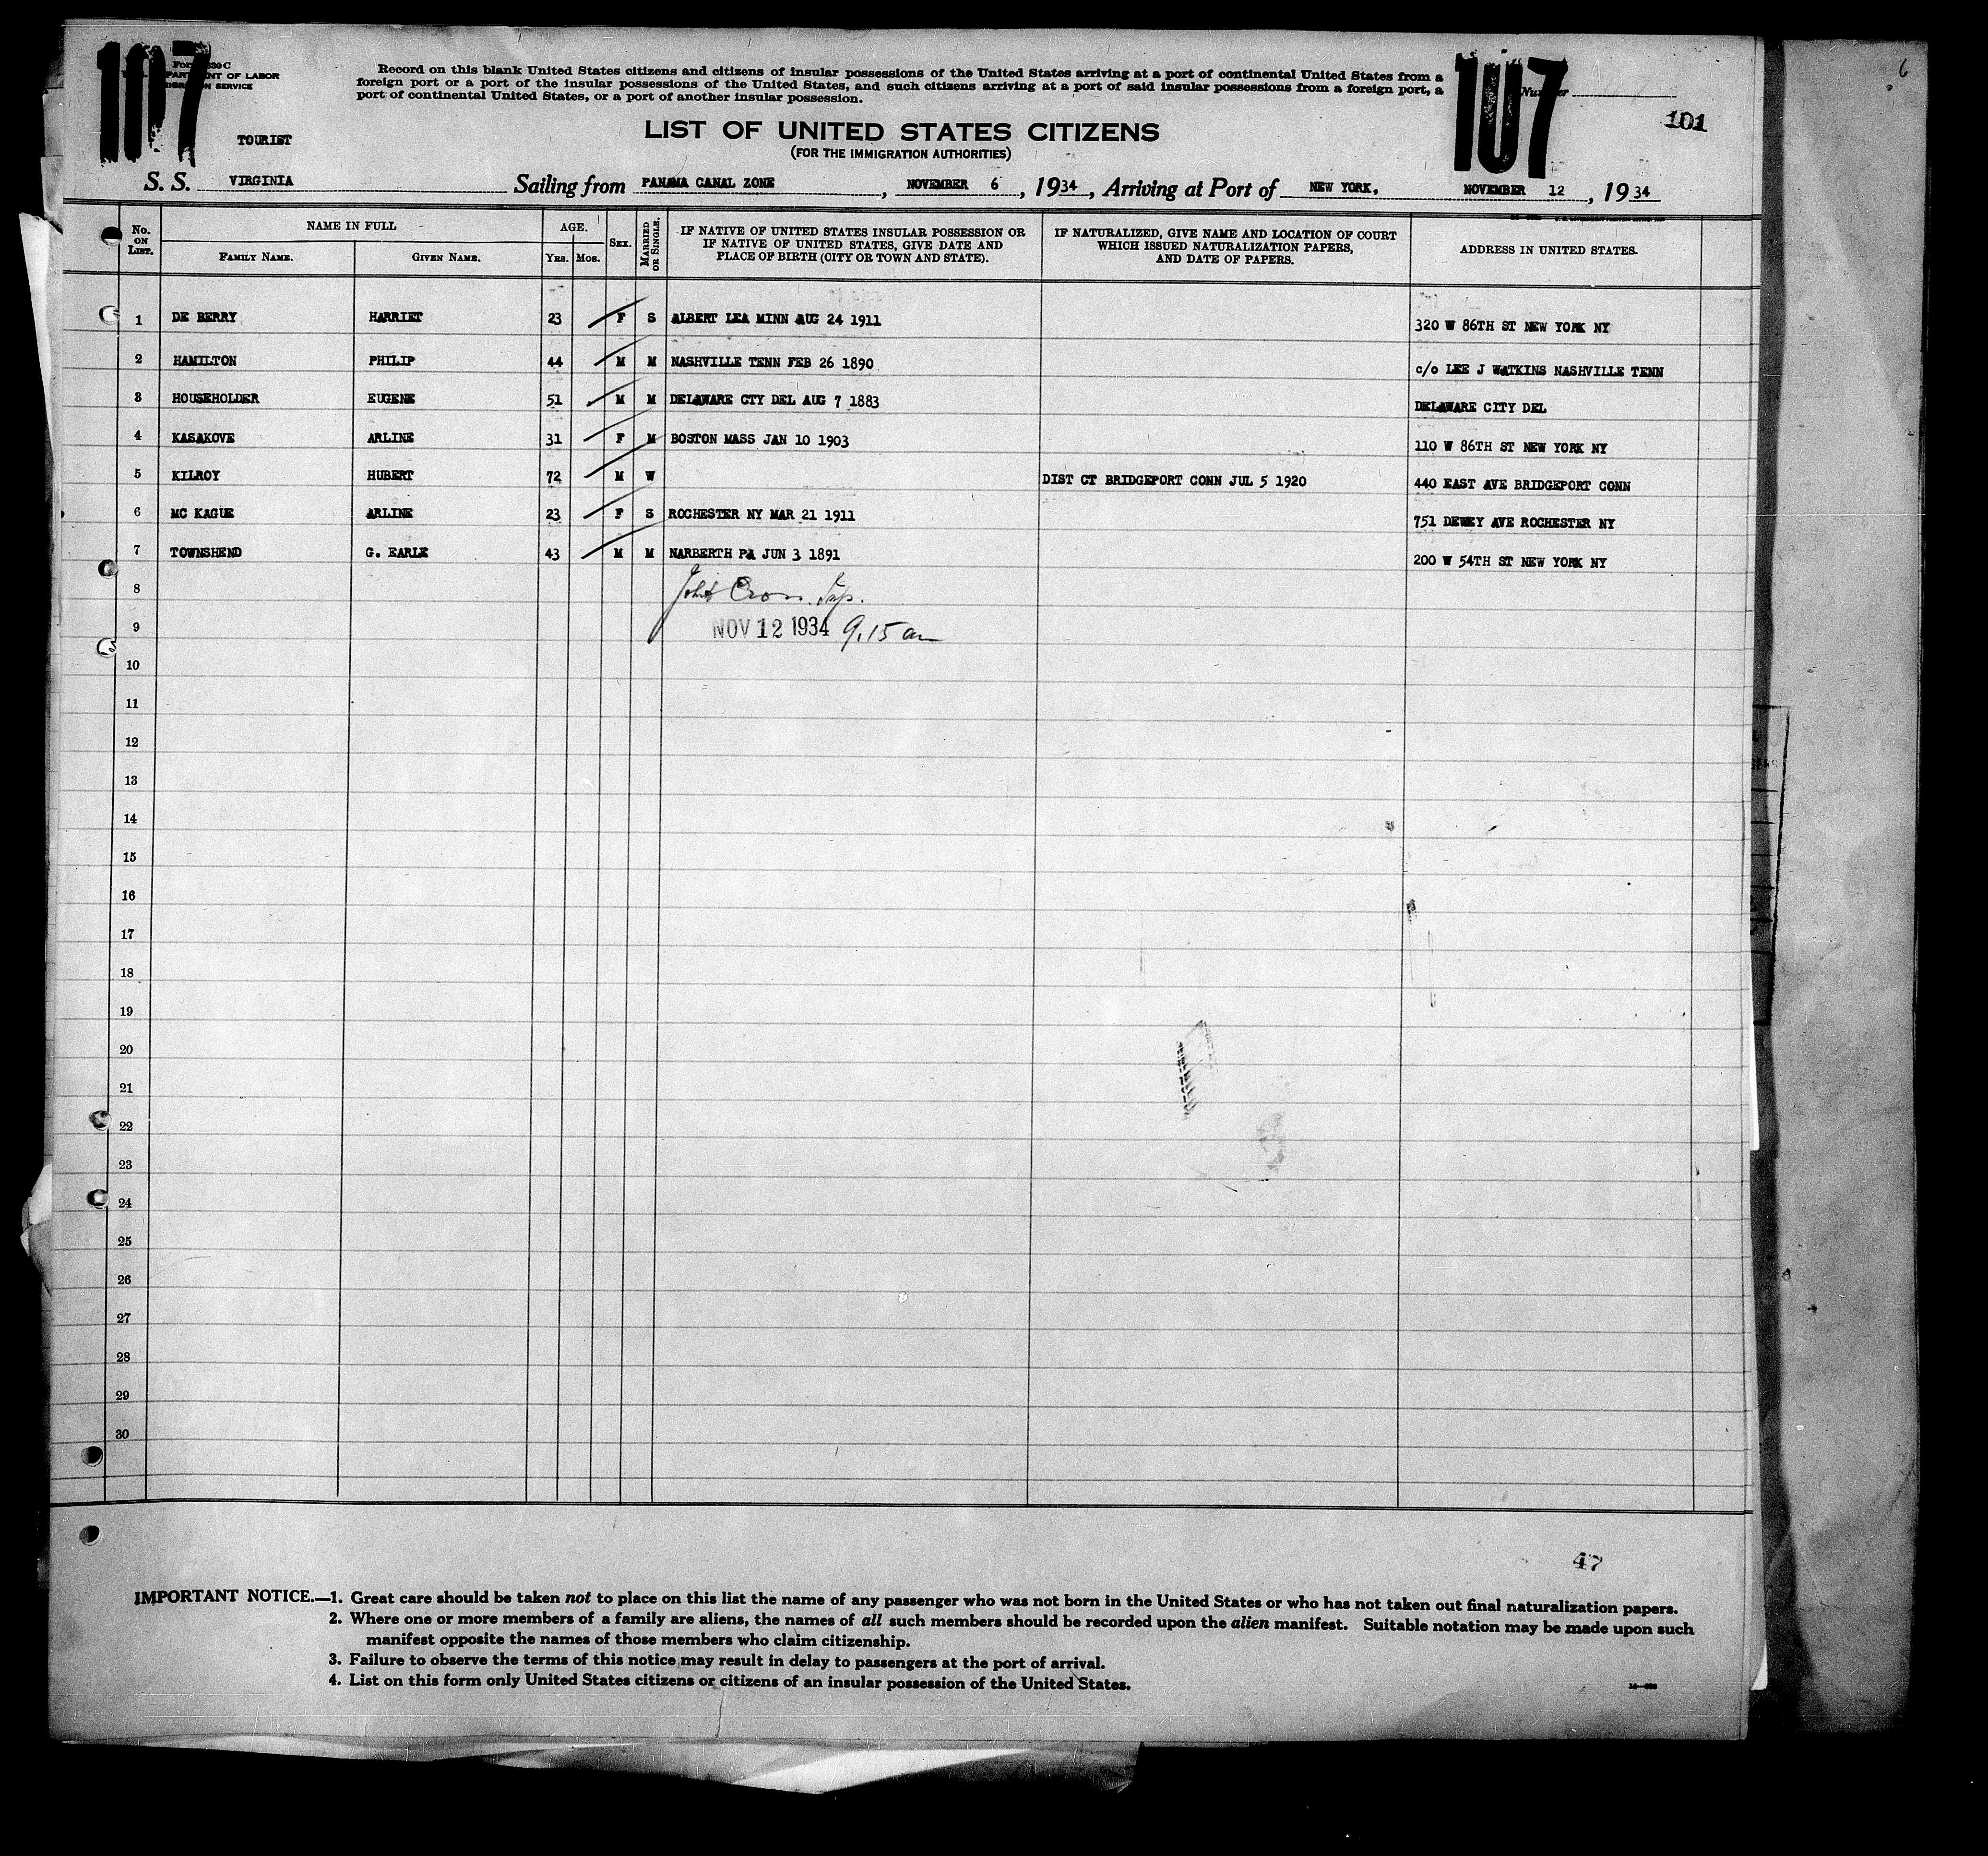 107
107
Form 630 C
U.S. DEPARTMENT OF LABOR
IMMIGRATION SERVICE
Record on this blank United States citizens and citizens of insular possessions of the United States arriving at a port of continental United States from a
foreign port or a port of the insular possessions of the United States, and such citizens arriving at a port of said insular possessions from a foreign port, a
port of continental United States, or a port of another insular possession.
Number
6
101
TOURIST
LIST OF UNITED STATES CITIZENS
(FOR THE IMMIGRATION AUTHORITIES)
S. S. VIRGINIA Sailing from PANAMA CANAL ZONE, NOVEMBER 6, 1934, Arriving at Port of NEW YORK, NOVEMBER 12, 1934
No. ON LIST. NAME IN FULL FAMILY NAME. GIVEN NAME. AGE. YRS. MOS. SEX. MARRIED OR SINGLE. IF NATIVE OF UNITED STATES INSULAR POSSESSION OR IF NATIVE OF UNITED STATES, GIVE DATE AND PLACE OF BIRTH (CITY OR TOWN AND STATE). IF NATURALIZED, GIVE NAME AND LOCATION OF COURT WHICH ISSUED NATURALIZATION PAPERS, AND DATE OF PAPERS. ADDRESS IN UNITED STATES.
1 DE BERRY HARRIET 23 F S ALBERT LEA MINN AUG 24 1911 320 W 86TH ST NEW YORK NY
2 HAMILTON PHILIP 44 M M NASHVILLE TENN FEB 26 1890 c/o LEE J WATKINS NASHVILLE TENN
3 HOUSEHOLDER EUGENE 51 M M DELAWARE CTY DEL AUG 7 1883 DELAWARE CITY DEL
4 KASAKOVE ARLINE 31 F M BOSTON MASS JAN 10 1903 110 W 86TH ST NEW YORK NY
5 KILROY HUBERT 72 M W DIST CT BRIDGEPORT CONN JUL 5 1920 440 EAST AVE BRIDGEPORT CONN
6 MC KAGUE ARLINE 23 F S ROCHESTER NY MAR 21 1911 751 DEWEY AVE ROCHESTER NY
7 TOWNSHEND G. EARLE 43 M M NARBERTH PA JUN 3 1891 200 W 54TH ST NEW YORK NY
8
9 NOV 12 1934 9.15 am
10
11
12
13
14
15
16
17
18
19
20
21
22
23
24
25
26
27
28
29
30
47
IMPORTANT NOTICE.—1. Great care should be taken not to place on this list the name of any passenger who was not born in the United States or who has not taken out final naturalization papers.
2. Where one or more members of a family are aliens, the names of all such members should be recorded upon the alien manifest. Suitable notation may be made upon such
manifest opposite the names of those members who claim citizenship.
3. Failure to observe the terms of this notice may result in delay to passengers at the port of arrival.
4. List on this form only United States citizens or citizens of an insular possession of the United States.